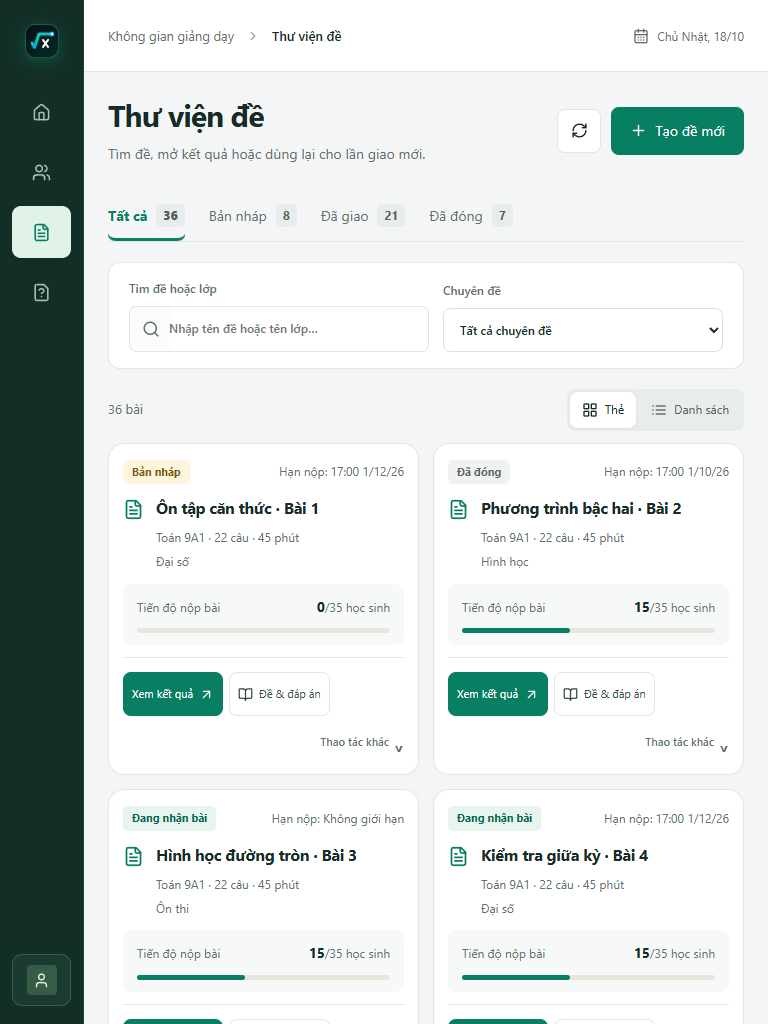 √x
Không gian giảng dạy > Thư viện đề
Chủ Nhật, 18/10
Thư viện đề
Tìm đề, mở kết quả hoặc dùng lại cho lần giao mới.
+ Tạo đề mới
Tất cả 36 Bản nháp 8 Đã giao 21 Đã đóng 7
Tìm đề hoặc lớp
Chuyên đề
Nhập tên đề hoặc tên lớp...
Tất cả chuyên đề
36 bài
Thẻ
Danh sách
Bản nháp
Hạn nộp: 17:00 1/12/26
Ôn tập căn thức · Bài 1
Toán 9A1 · 22 câu · 45 phút
Đại số
Tiến độ nộp bài
0/35 học sinh
Xem kết quả
Đề & đáp án
Thao tác khác
Đã đóng
Hạn nộp: 17:00 1/10/26
Phương trình bậc hai · Bài 2
Toán 9A1 · 22 câu · 45 phút
Hình học
Tiến độ nộp bài
15/35 học sinh
Xem kết quả
Đề & đáp án
Thao tác khác
Đang nhận bài
Hạn nộp: Không giới hạn
Hình học đường tròn · Bài 3
Toán 9A1 · 22 câu · 45 phút
Ôn thi
Tiến độ nộp bài
15/35 học sinh
Đang nhận bài
Hạn nộp: 17:00 1/12/26
Kiểm tra giữa kỳ · Bài 4
Toán 9A1 · 22 câu · 45 phút
Đại số
Tiến độ nộp bài
15/35 học sinh